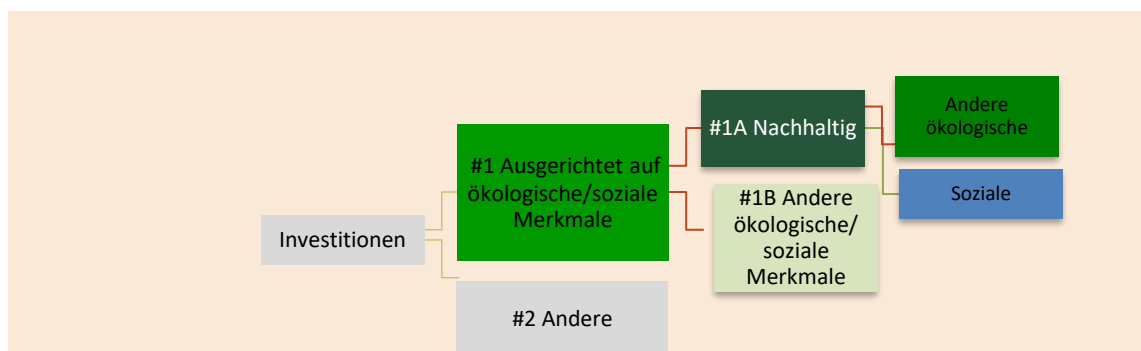 Investitionen
#1 Ausgerichtet auf
ökologische/soziale
Merkmale
#2 Andere
#1A Nachhaltig
#1B Andere
ökologische/
soziale
Merkmale
Andere
ökologische
Soziale